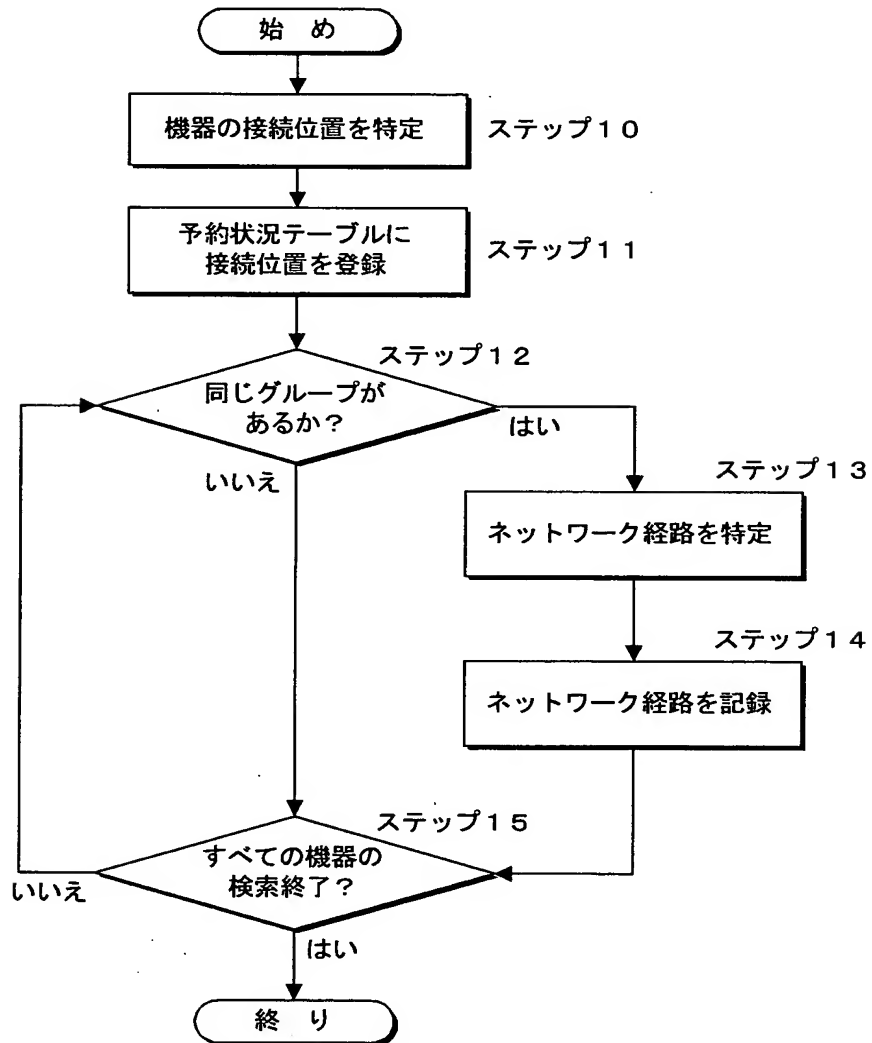 始 め
機器の接続位置を特定
ステップ10
予約状況テーブルに
接続位置を登録
ステップ11
ステップ12
同じグループが
あるか？
はい
いいえ
ステップ13
ネットワーク経路を特定
ステップ14
ネットワーク経路を記録
ステップ15
すべての機器の
検索終了？
いいえ
はい
終 り